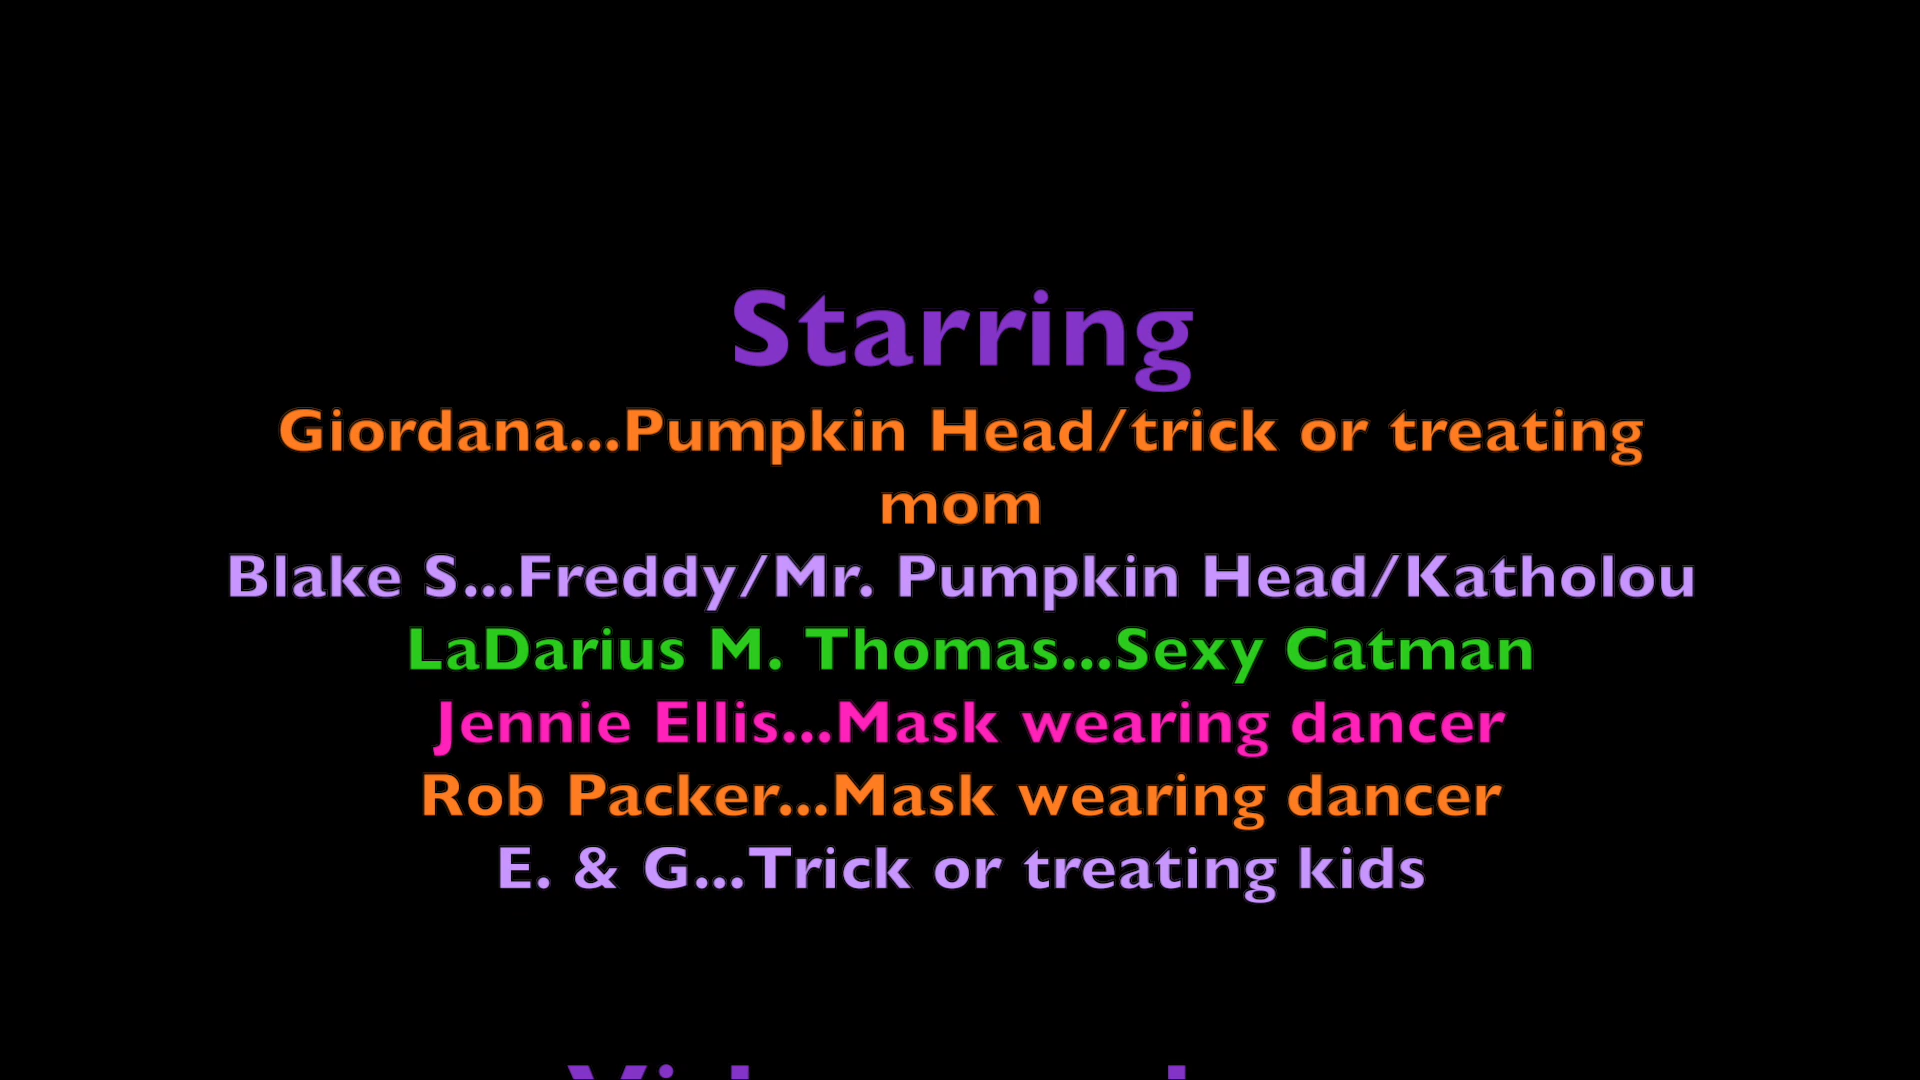 Starring
Giordana...Pumpkin Head/trick or treating
mom
Blake S...Freddy/Mr. Pumpkin Head/Katholou
LaDarius M. Thomas...Sexy Catman
Jennie Ellis...Mask wearing dancer
Rob Packer...Mask wearing dancer
E. & G...Trick or treating kids